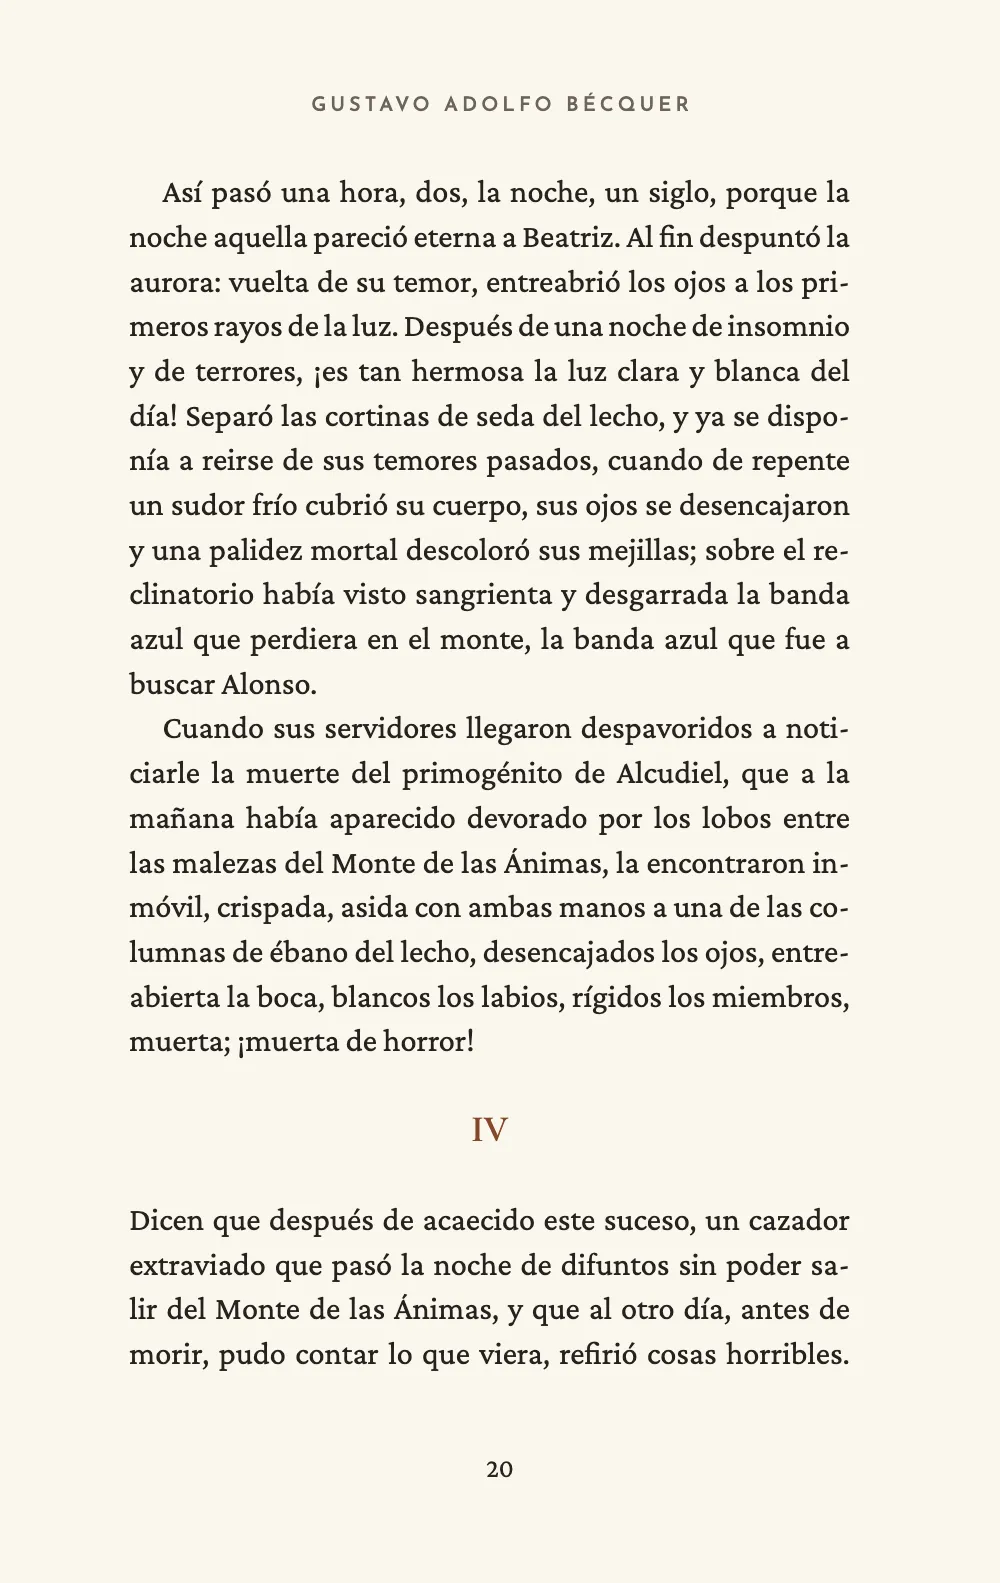 GUSTAVO ADOLFO BÉCQUER
Así pasó una hora, dos, la noche, un siglo, porque la
noche aquella pareció eterna a Beatriz. Al fin despuntó la
aurora: vuelta de su temor, entreabrió los ojos a los pri-
meros rayos de la luz. Después de una noche de insomnio
y de terrores, ¡es tan hermosa la luz clara y blanca del
día! Separó las cortinas de seda del lecho, y ya se dispo-
nía a reirse de sus temores pasados, cuando de repente
un sudor frío cubrió su cuerpo, sus ojos se desencajaron
y una palidez mortal descoloró sus mejillas; sobre el re-
clinatorio había visto sangrienta y desgarrada la banda
azul que perdiera en el monte, la banda azul que fue a
buscar Alonso.
Cuando sus servidores llegaron despavoridos a noti-
ciarle la muerte del primogénito de Alcudiel, que a la
mañana había aparecido devorado por los lobos entre
las malezas del Monte de las Ánimas, la encontraron in-
móvil, crispada, asida con ambas manos a una de las co-
lumnas de ébano del lecho, desencajados los ojos, entre-
abierta la boca, blancos los labios, rígidos los miembros,
muerta; ¡muerta de horror!
IV
Dicen que después de acaecido este suceso, un cazador
extraviado que pasó la noche de difuntos sin poder sa-
lir del Monte de las Ánimas, y que al otro día, antes de
morir, pudo contar lo que viera, refirió cosas horribles.
20